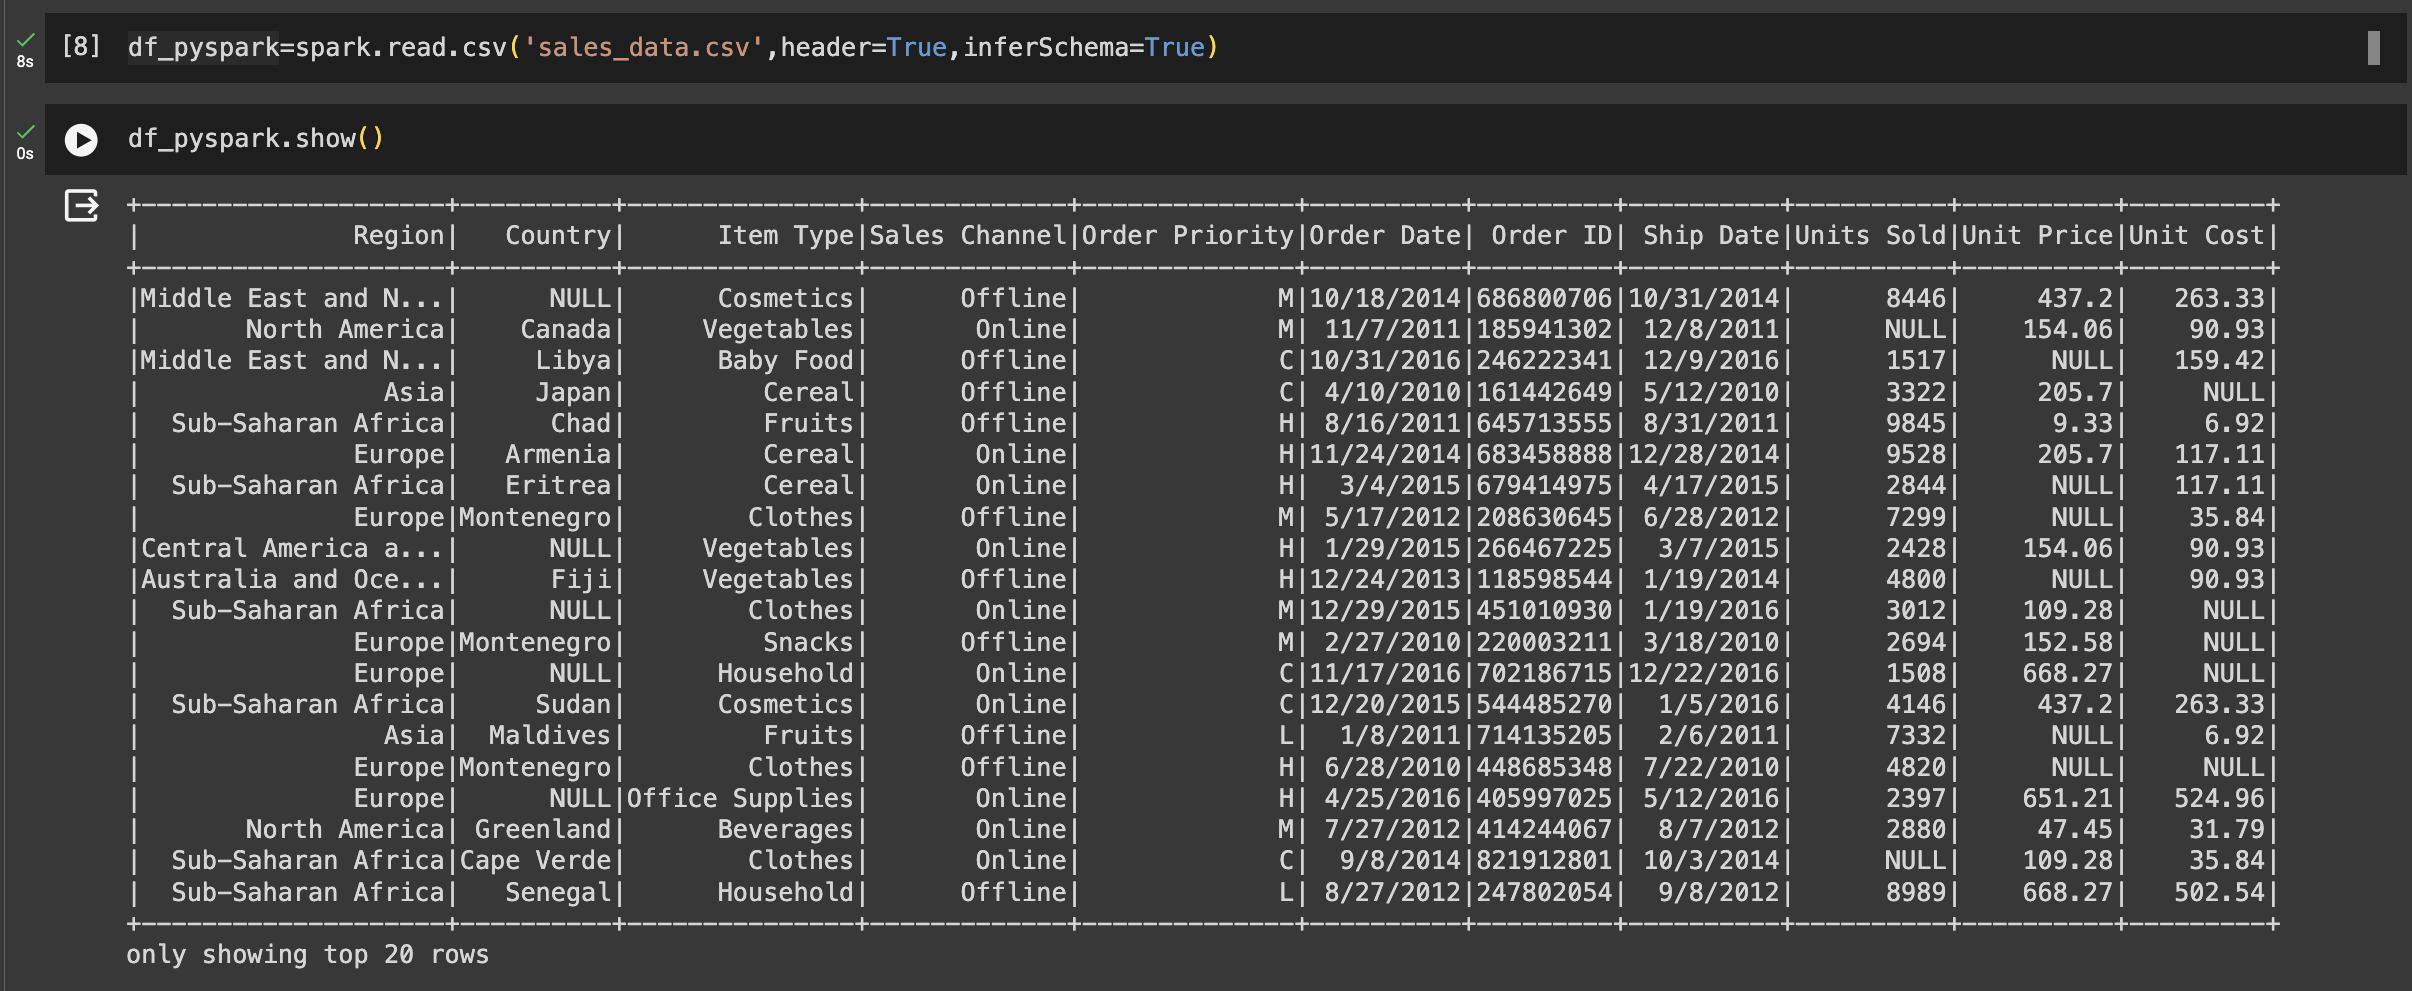 [8] df_pyspark=spark.read.csv('sales_data.csv',header=True,inferSchema=True)
8s
df_pyspark.show()
0s
+--------------------+----------+---------------+-------------+--------------+----------+---------+----------+----------+----------+---------+
|              Region|   Country|      Item Type|Sales Channel|Order Priority|Order Date| Order ID| Ship Date|Units Sold|Unit Price|Unit Cost|
+--------------------+----------+---------------+-------------+--------------+----------+---------+----------+----------+----------+---------+
|Middle East and N...|      NULL|      Cosmetics|      Offline|             M|10/18/2014|686800706|10/31/2014|      8446|     437.2|   263.33|
|       North America|    Canada|     Vegetables|       Online|             M| 11/7/2011|185941302| 12/8/2011|      NULL|    154.06|    90.93|
|Middle East and N...|     Libya|      Baby Food|      Offline|             C|10/31/2016|246222341| 12/9/2016|      1517|      NULL|   159.42|
|                Asia|     Japan|         Cereal|      Offline|             C| 4/10/2010|161442649| 5/12/2010|      3322|     205.7|     NULL|
|  Sub-Saharan Africa|      Chad|         Fruits|      Offline|             H| 8/16/2011|645713555| 8/31/2011|      9845|      9.33|     6.92|
|              Europe|   Armenia|         Cereal|       Online|             H|11/24/2014|683458888|12/28/2014|      9528|     205.7|   117.11|
|  Sub-Saharan Africa|   Eritrea|         Cereal|       Online|             H|  3/4/2015|679414975| 4/17/2015|      2844|      NULL|   117.11|
|              Europe|Montenegro|        Clothes|      Offline|             M| 5/17/2012|208630645| 6/28/2012|      7299|      NULL|    35.84|
|Central America a...|      NULL|     Vegetables|       Online|             H| 1/29/2015|266467225|  3/7/2015|      2428|    154.06|    90.93|
|Australia and Oce...|      Fiji|     Vegetables|      Offline|             H|12/24/2013|118598544| 1/19/2014|      4800|      NULL|    90.93|
|  Sub-Saharan Africa|      NULL|        Clothes|       Online|             M|12/29/2015|451010930| 1/19/2016|      3012|    109.28|     NULL|
|              Europe|Montenegro|         Snacks|      Offline|             M| 2/27/2010|220003211| 3/18/2010|      2694|    152.58|     NULL|
|              Europe|      NULL|      Household|       Online|             C|11/17/2016|702186715|12/22/2016|      1508|    668.27|     NULL|
|  Sub-Saharan Africa|     Sudan|      Cosmetics|       Online|             C|12/20/2015|544485270|  1/5/2016|      4146|     437.2|   263.33|
|                Asia|  Maldives|         Fruits|      Offline|             L|  1/8/2011|714135205|  2/6/2011|      7332|      NULL|     6.92|
|              Europe|Montenegro|        Clothes|      Offline|             H| 6/28/2010|448685348| 7/22/2010|      4820|      NULL|     NULL|
|              Europe|      NULL|Office Supplies|       Online|             H| 4/25/2016|405997025| 5/12/2016|      2397|    651.21|   524.96|
|       North America| Greenland|      Beverages|       Online|             M| 7/27/2012|414244067|  8/7/2012|      2880|     47.45|    31.79|
|  Sub-Saharan Africa|Cape Verde|        Clothes|       Online|             C|  9/8/2014|821912801| 10/3/2014|      NULL|    109.28|    35.84|
|  Sub-Saharan Africa|   Senegal|      Household|      Offline|             L| 8/27/2012|247802054|  9/8/2012|      8989|    668.27|   502.54|
+--------------------+----------+---------------+-------------+--------------+----------+---------+----------+----------+----------+---------+
only showing top 20 rows